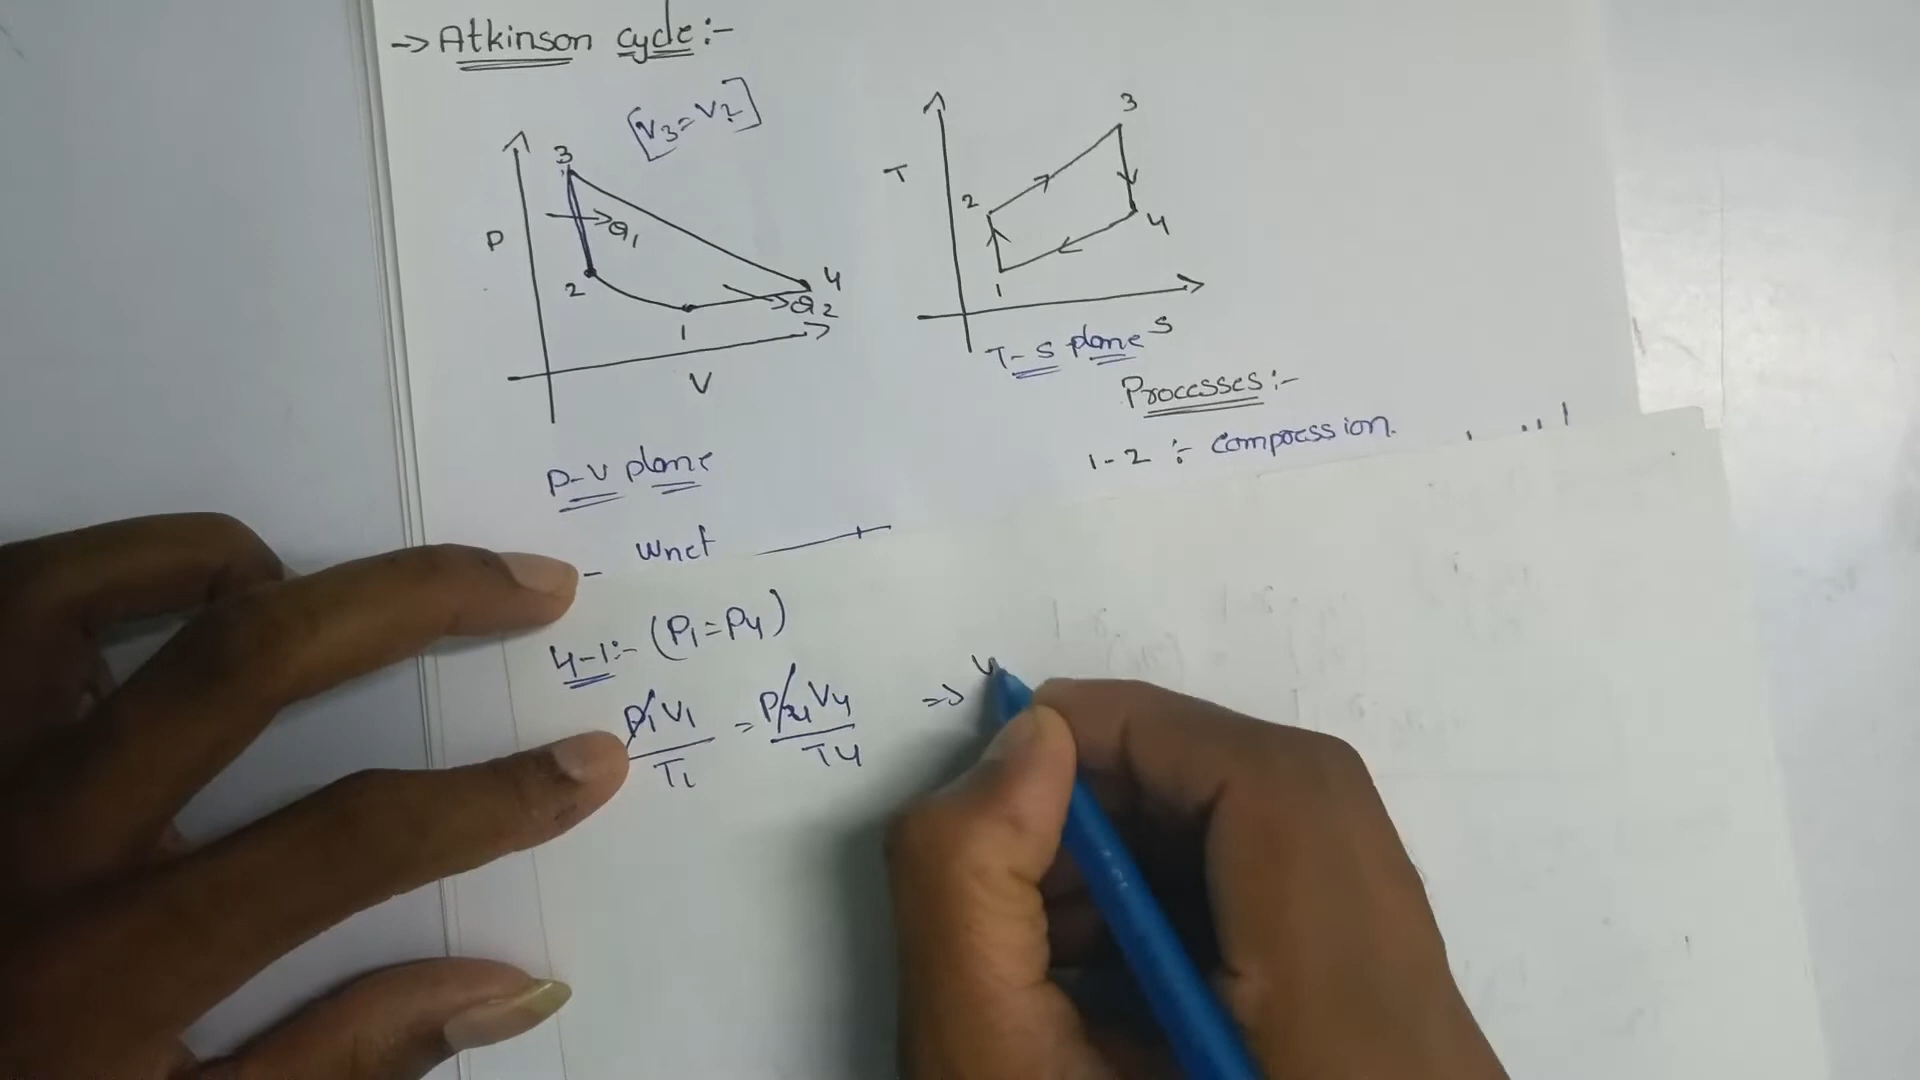 → Atkinson cycle:-
[V3=V2]
P
3
Q1
2
1
4
Q2
V
P-V plane
T
3
2
4
1
S
T-S plane
Processes:-
1-2 :- Compression.
- Wnet
4-1:- (P1=P4)
P1V1/T1 = P4V4/T4 => V